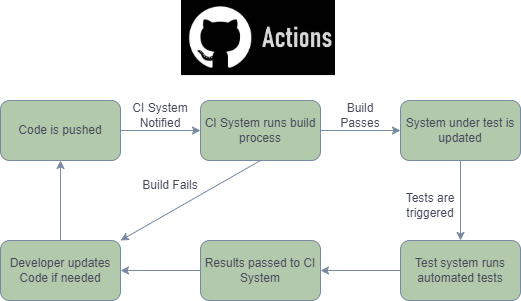 Actions
CI System
Notified
Build
Passes
Code is pushed
CI System runs build
process
System under test is
updated
Build Fails
Tests are
triggered
Developer updates
Code if needed
Results passed to CI
System
Test system runs
automated tests